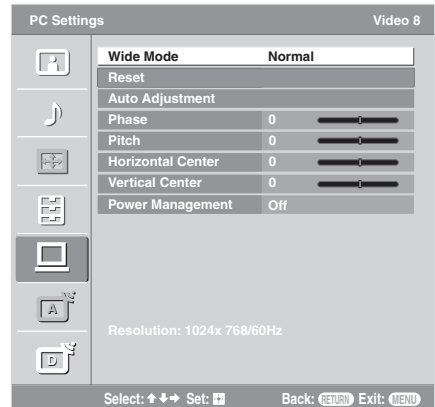 PC Settings Video 8
Wide Mode Normal
Reset
Auto Adjustment
Phase 0
Pitch 0
Horizontal Center 0
Vertical Center 0
Power Management Off
A
D
Resolution: 1024x 768/60Hz
Select: ↑↓→ Set: Back: RETURN Exit: MENU